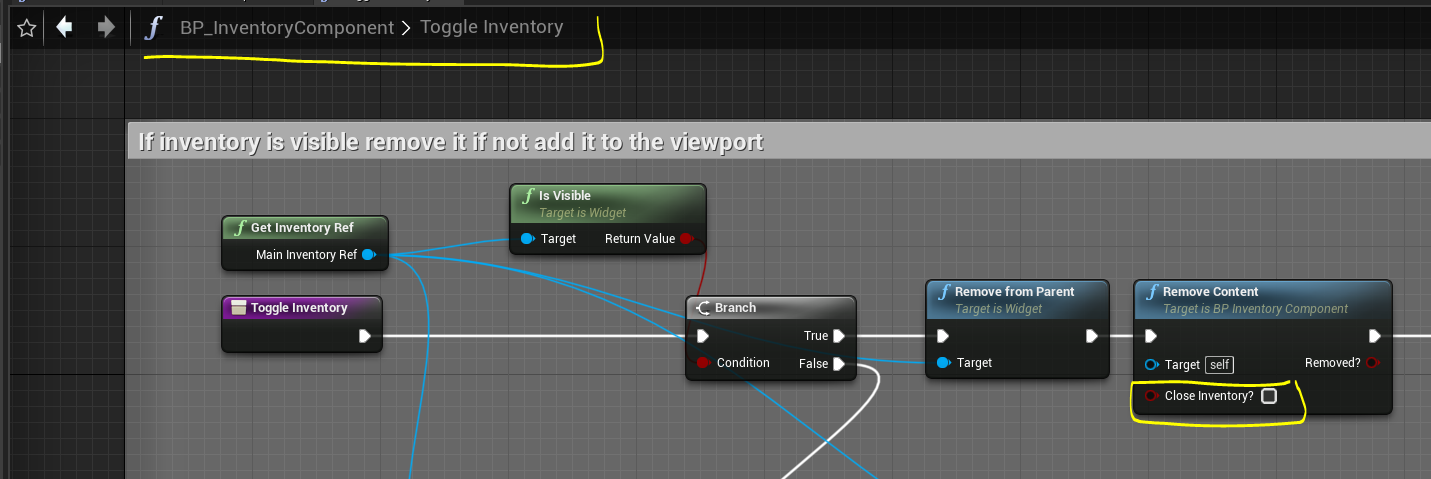 BP_InventoryComponent > Toggle Inventory
If inventory is visible remove it if not add it to the viewport
Is Visible
Target is Widget
Target Return Value
Get Inventory Ref
Main Inventory Ref
Toggle Inventory
Branch
True
Condition False
Remove from Parent
Target is Widget
Target
Remove Content
Target is BP Inventory Component
Target self Removed?
Close Inventory?